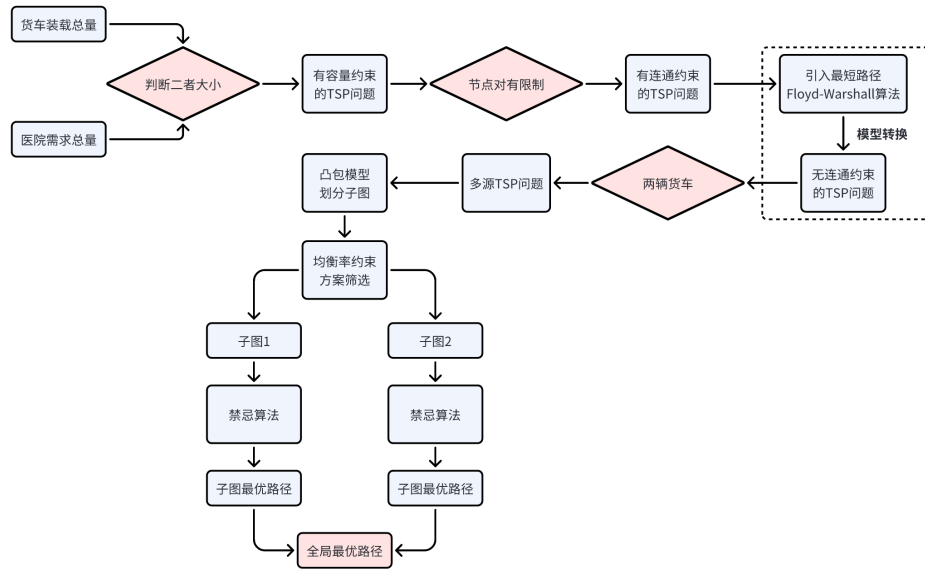 货车装载总量
判断二者大小
医院需求总量
有容量约束
的TSP问题
节点对有限制
有连通约束
的TSP问题
引入最短路径
Floyd-Warshall算法
模型转换
无连通约束
的TSP问题
两辆货车
多源TSP问题
凸包模型
划分子图
均衡率约束
方案筛选
子图1
子图2
禁忌算法
禁忌算法
子图最优路径
子图最优路径
全局最优路径